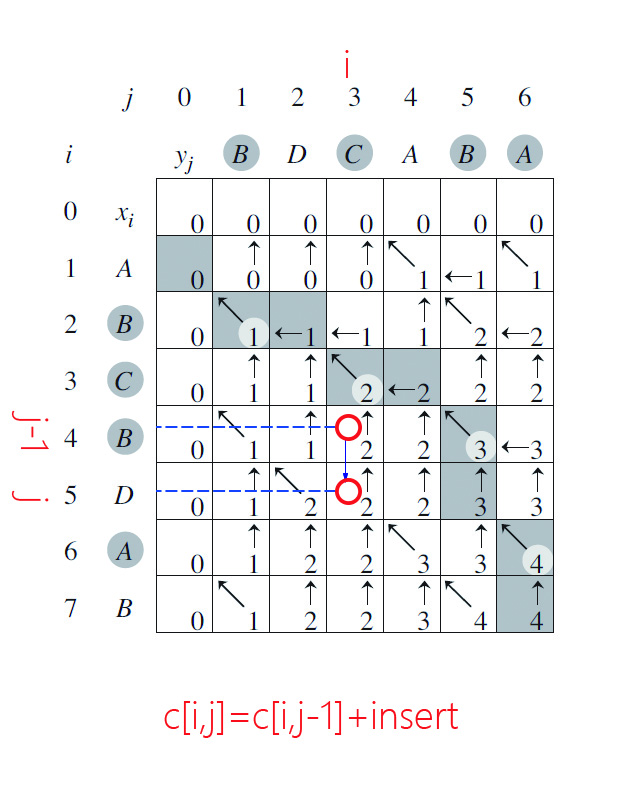 i
j 0 1 2 3 4 5 6
i yj B D C A B A
0 xi 0 0 0 0 0 0 0
1 A 0 0 0 0 1 1 1
2 B 0 1 1 1 1 2 2
3 C 0 1 1 2 2 2 2
j-1 4 B 0 1 1 2 2 3 3
j 5 D 0 1 2 2 2 3 3
6 A 0 1 2 2 3 3 4
7 B 0 1 2 2 3 4 4
c[i,j]=c[i,j-1]+insert